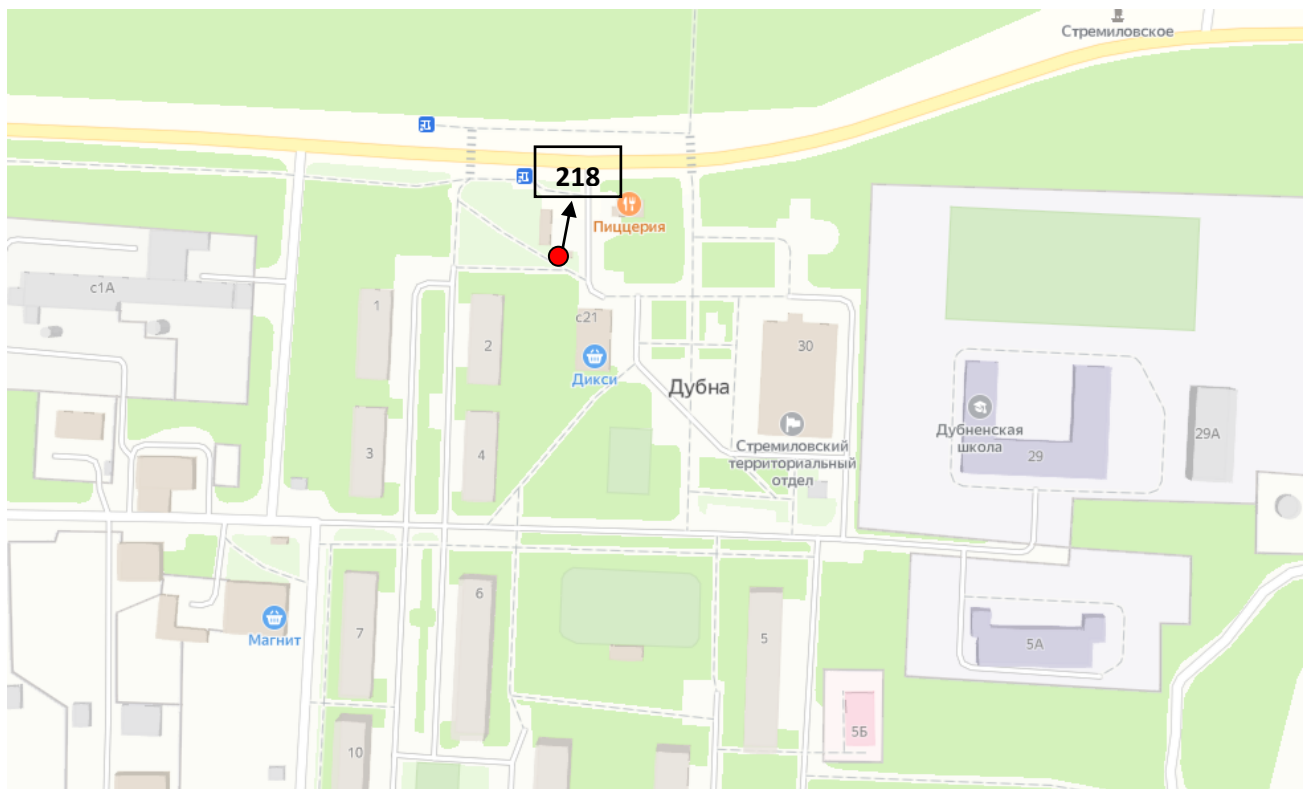 Стремиловское
218
Пиццерия
с1А
1
с21
2
30
Дикси
Дубна
Дубненская
школа
29А
3
4
Стремиловский
территориальный
отдел
29
6
7
Магнит
5
5А
5Б
10